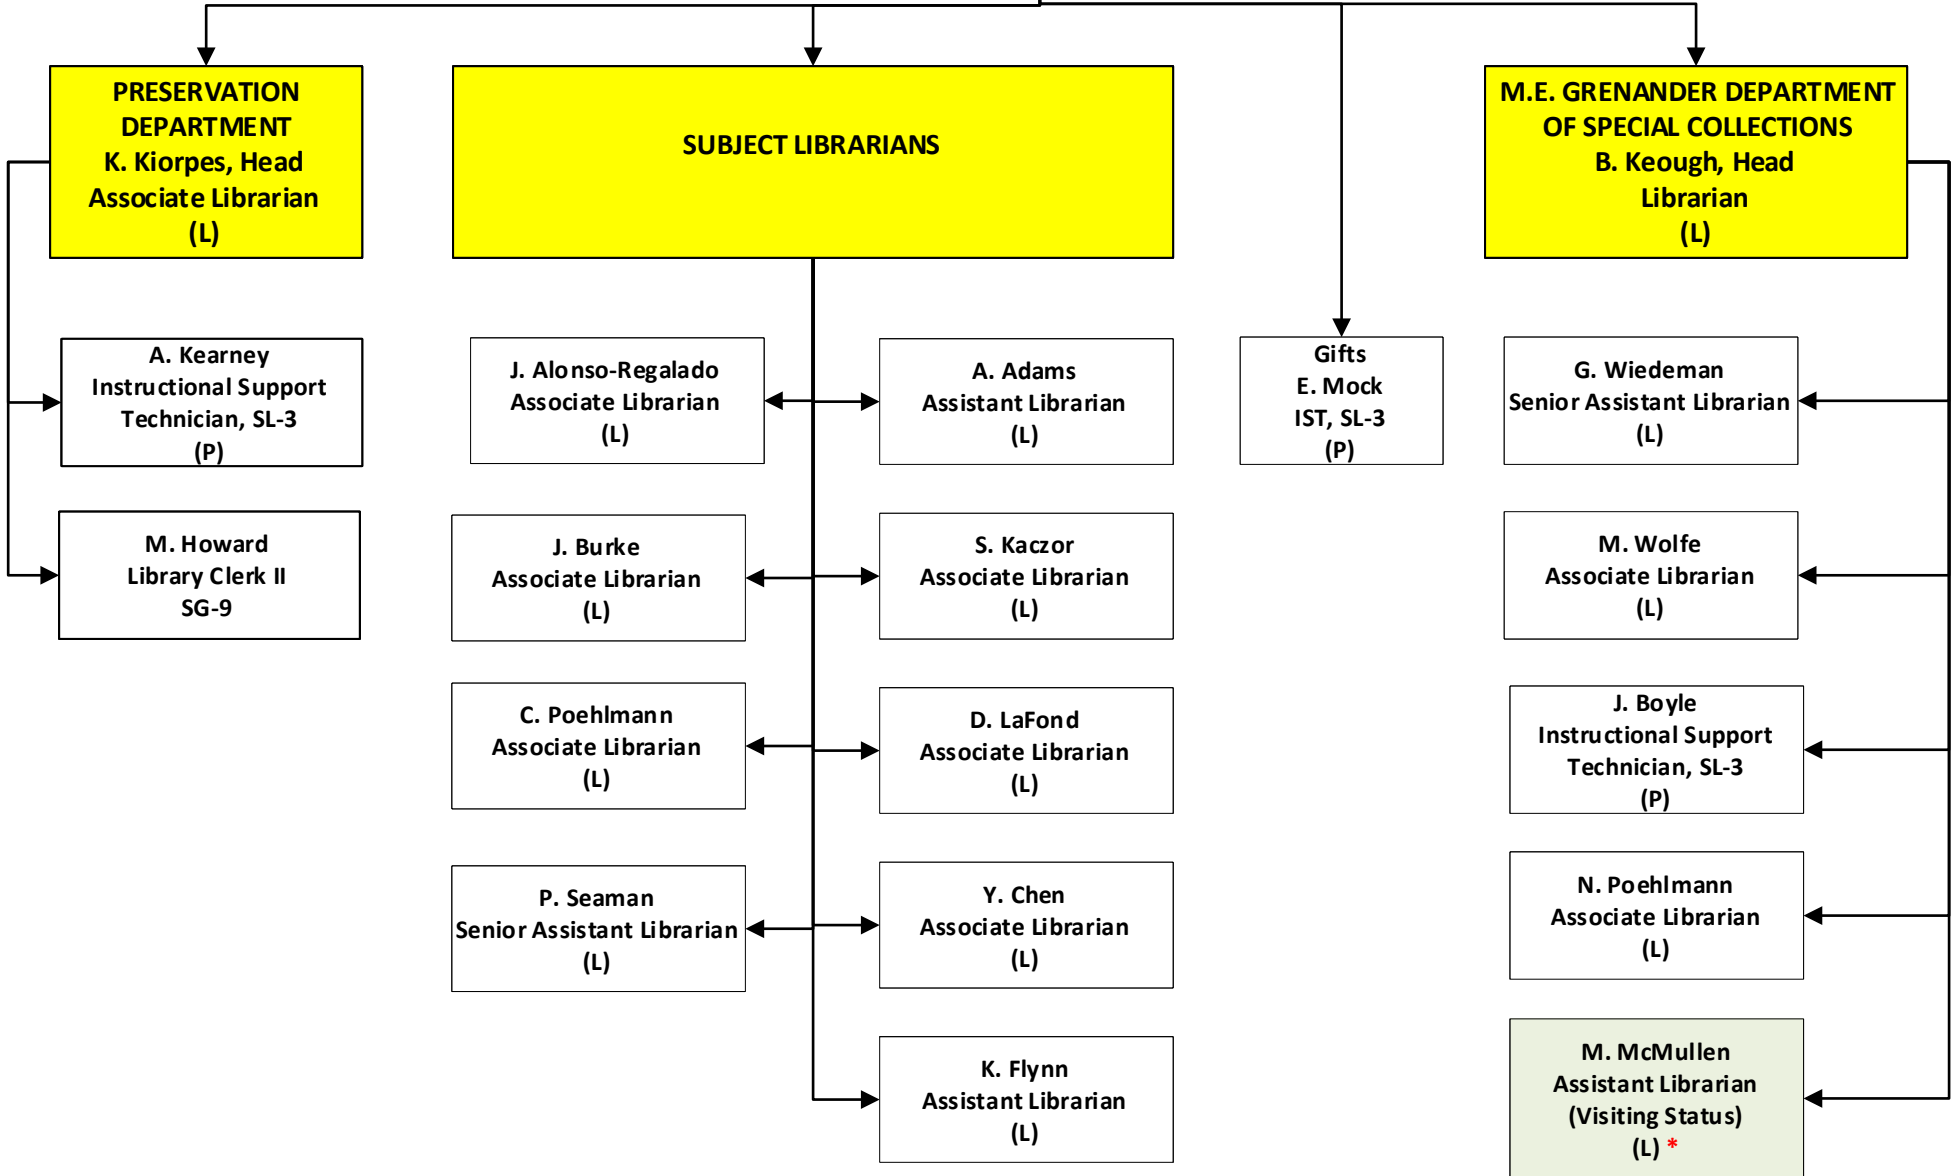 PRESERVATION
DEPARTMENT
K. Kiorpes, Head
Associate Librarian
(L)
SUBJECT LIBRARIANS
M.E. GRENANDER DEPARTMENT
OF SPECIAL COLLECTIONS
B. Keough, Head
Librarian
(L)
A. Kearney
Instructional Support
Technician, SL-3
(P)
M. Howard
Library Clerk II
SG-9
J. Alonso-Regalado
Associate Librarian
(L)
J. Burke
Associate Librarian
(L)
C. Poehlmann
Associate Librarian
(L)
P. Seaman
Senior Assistant Librarian
(L)
A. Adams
Assistant Librarian
(L)
S. Kaczor
Associate Librarian
(L)
D. LaFond
Associate Librarian
(L)
Y. Chen
Associate Librarian
(L)
K. Flynn
Assistant Librarian
(L)
Gifts
E. Mock
IST, SL-3
(P)
G. Wiedeman
Senior Assistant Librarian
(L)
M. Wolfe
Associate Librarian
(L)
J. Boyle
Instructional Support
Technician, SL-3
(P)
N. Poehlmann
Associate Librarian
(L)
M. McMullen
Assistant Librarian
(Visiting Status)
(L) *